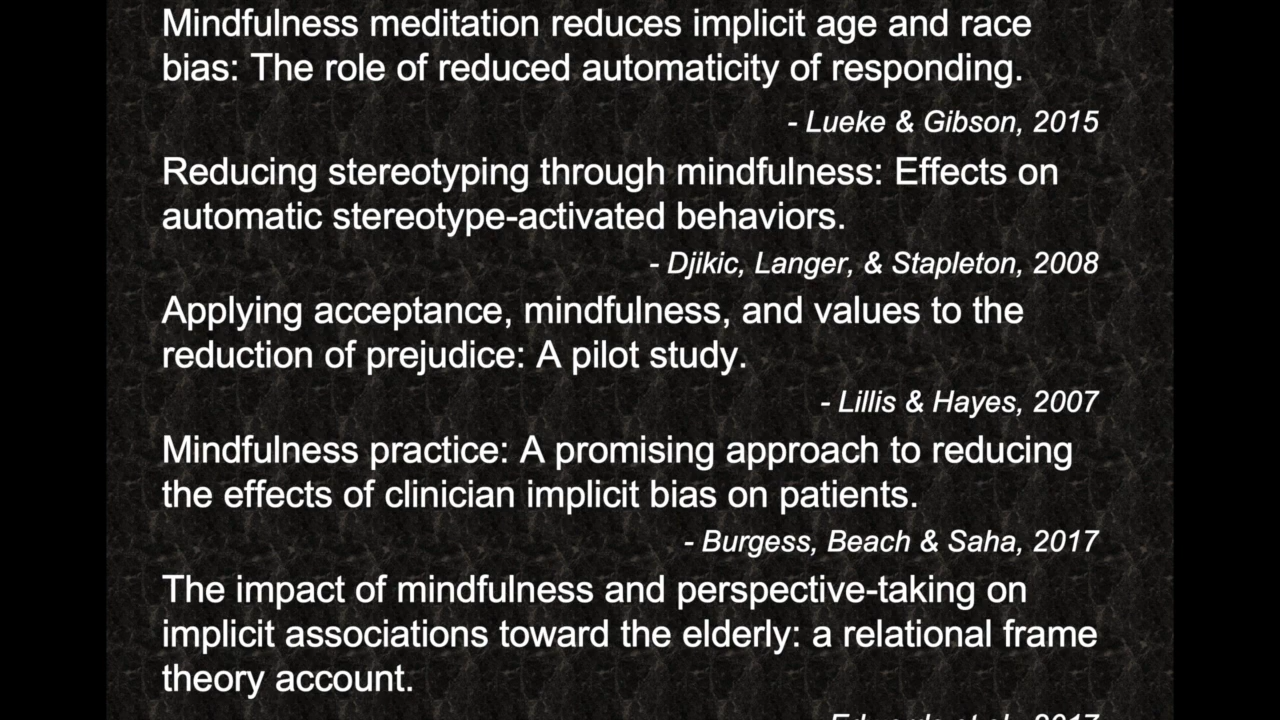 Mindfulness meditation reduces implicit age and race
bias: The role of reduced automaticity of responding.
- Lueke & Gibson, 2015
Reducing stereotyping through mindfulness: Effects on
automatic stereotype-activated behaviors.
- Djikic, Langer, & Stapleton, 2008
Applying acceptance, mindfulness, and values to the
reduction of prejudice: A pilot study.
- Lillis & Hayes, 2007
Mindfulness practice: A promising approach to reducing
the effects of clinician implicit bias on patients.
- Burgess, Beach & Saha, 2017
The impact of mindfulness and perspective-taking on
implicit associations toward the elderly: a relational frame
theory account.